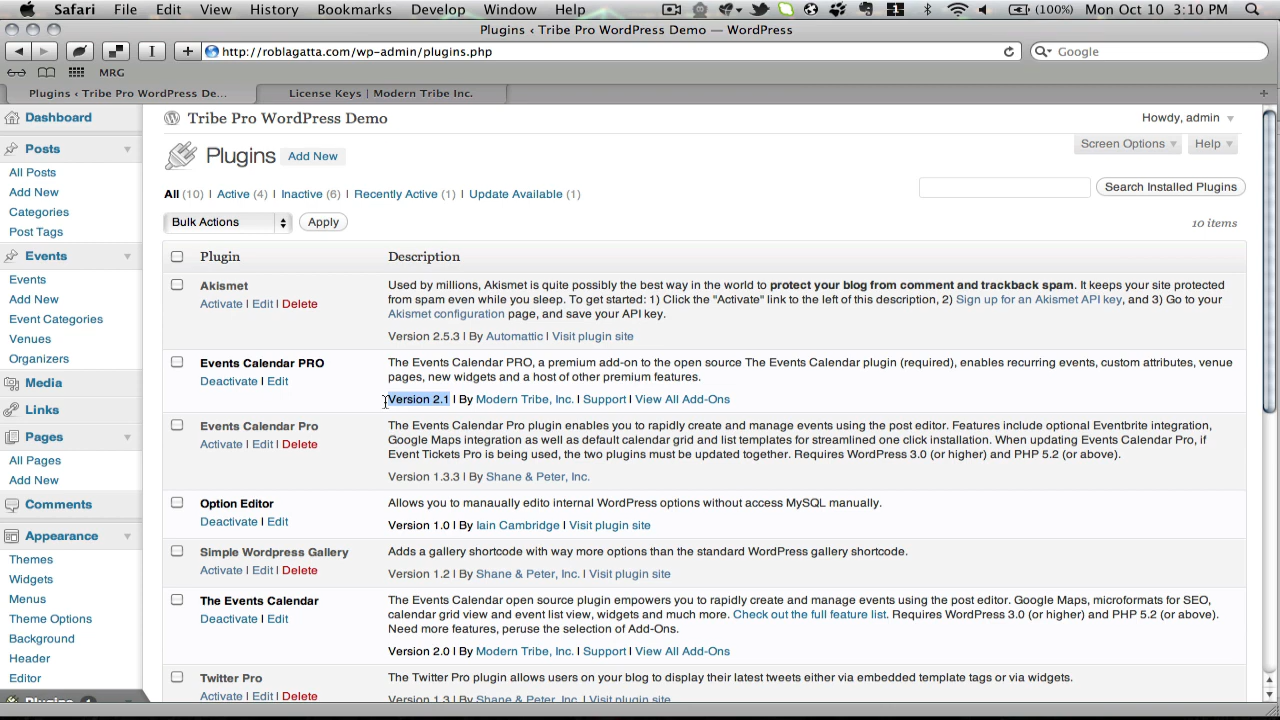 Safari File Edit View History Bookmarks Develop Window Help (100%) Mon Oct 10 3:10 PM
Plugins ‹ Tribe Pro WordPress Demo — WordPress
http://roblagatta.com/wp-admin/plugins.php Google
MRG
Plugins ‹ Tribe Pro WordPress De... License Keys | Modern Tribe Inc.
Dashboard
Posts
All Posts
Add New
Categories
Post Tags
Events
Events
Add New
Event Categories
Venues
Organizers
Media
Links
Pages
All Pages
Add New
Comments
Appearance
Themes
Widgets
Menus
Theme Options
Background
Header
Editor
Plugins
Tribe Pro WordPress Demo Howdy, admin
Plugins Add New Screen Options Help
All (10) | Active (4) | Inactive (6) | Recently Active (1) | Update Available (1) Search Installed Plugins
Bulk Actions Apply 10 items
Plugin Description
Akismet
Activate | Edit | Delete
Used by millions, Akismet is quite possibly the best way in the world to protect your blog from comment and trackback spam. It keeps your site protected
from spam even while you sleep. To get started: 1) Click the "Activate" link to the left of this description, 2) Sign up for an Akismet API key, and 3) Go to your
Akismet configuration page, and save your API key.
Version 2.5.3 | By Automattic | Visit plugin site
Events Calendar PRO
Deactivate | Edit
The Events Calendar PRO, a premium add-on to the open source The Events Calendar plugin (required), enables recurring events, custom attributes, venue
pages, new widgets and a host of other premium features.
Version 2.1 | By Modern Tribe, Inc. | Support | View All Add-Ons
Events Calendar Pro
Activate | Edit | Delete
The Events Calendar Pro plugin enables you to rapidly create and manage events using the post editor. Features include optional Eventbrite integration,
Google Maps integration as well as default calendar grid and list templates for streamlined one click installation. When updating Events Calendar Pro, if
Event Tickets Pro is being used, the two plugins must be updated together. Requires WordPress 3.0 (or higher) and PHP 5.2 (or above).
Version 1.3.3 | By Shane & Peter, Inc.
Option Editor
Deactivate | Edit
Allows you to manaually edito internal WordPress options without access MySQL manually.
Version 1.0 | By Iain Cambridge | Visit plugin site
Simple Wordpress Gallery
Activate | Edit | Delete
Adds a gallery shortcode with way more options than the standard WordPress gallery shortcode.
Version 1.2 | By Shane & Peter, Inc. | Visit plugin site
The Events Calendar
Deactivate | Edit
The Events Calendar open source plugin empowers you to rapidly create and manage events using the post editor. Google Maps, microformats for SEO,
calendar grid view and event list view, widgets and much more. Check out the full feature list. Requires WordPress 3.0 (or higher) and PHP 5.2 (or above).
Need more features, peruse the selection of Add-Ons.
Version 2.0 | By Modern Tribe, Inc. | Support | View All Add-Ons
Twitter Pro
Activate | Edit | Delete
The Twitter Pro plugin allows users on your blog to display their latest tweets either via embedded template tags or via widgets.
Version 1.3 | By Shane & Peter, Inc. | Visit plugin site